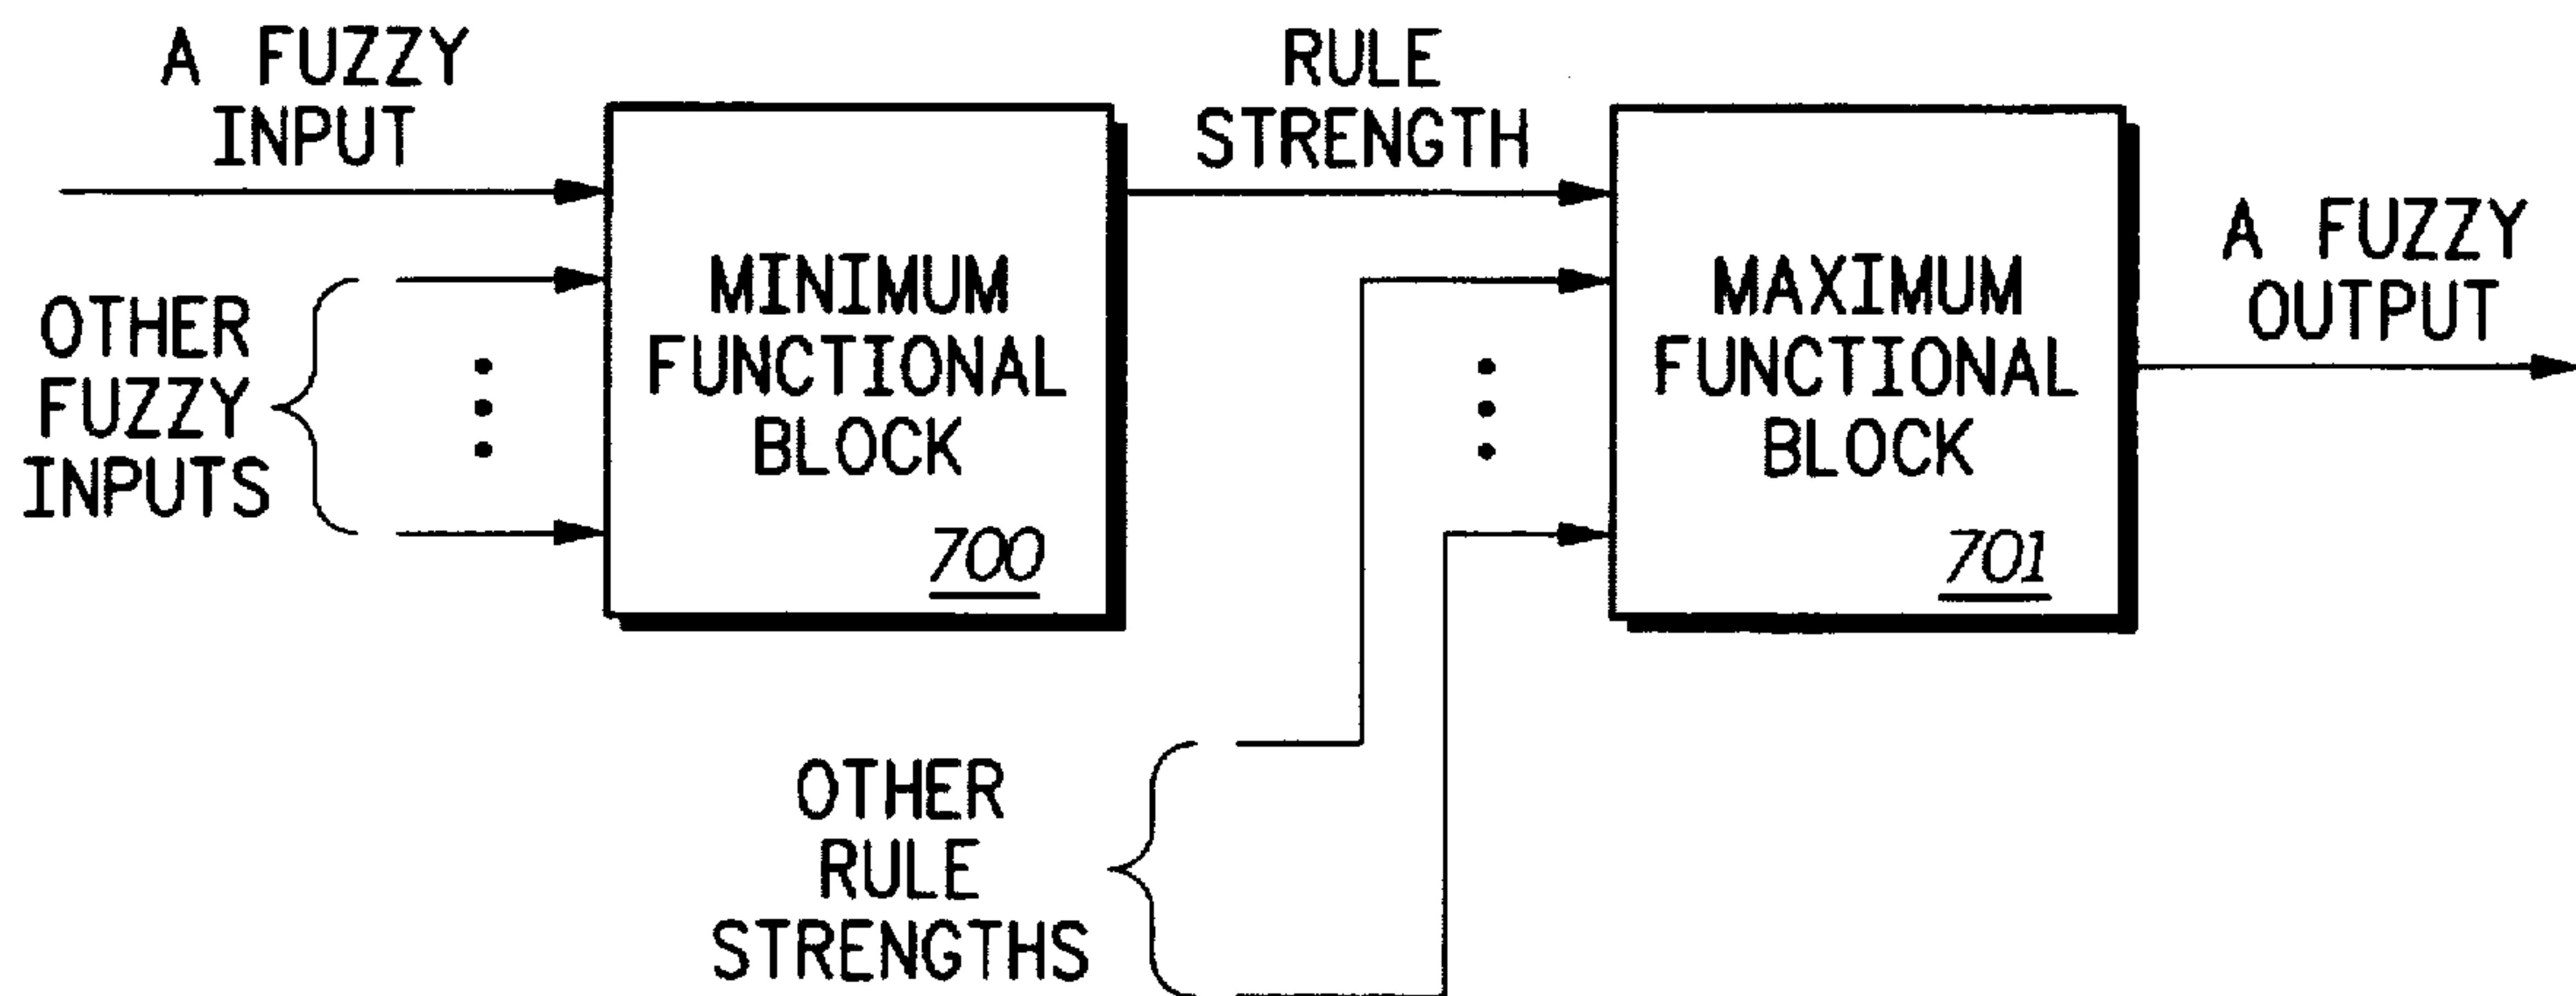 A FUZZY
INPUT
OTHER
FUZZY
INPUTS
MINIMUM
FUNCTIONAL
BLOCK
700
RULE
STRENGTH
OTHER
RULE
STRENGTHS
MAXIMUM
FUNCTIONAL
BLOCK
701
A FUZZY
OUTPUT